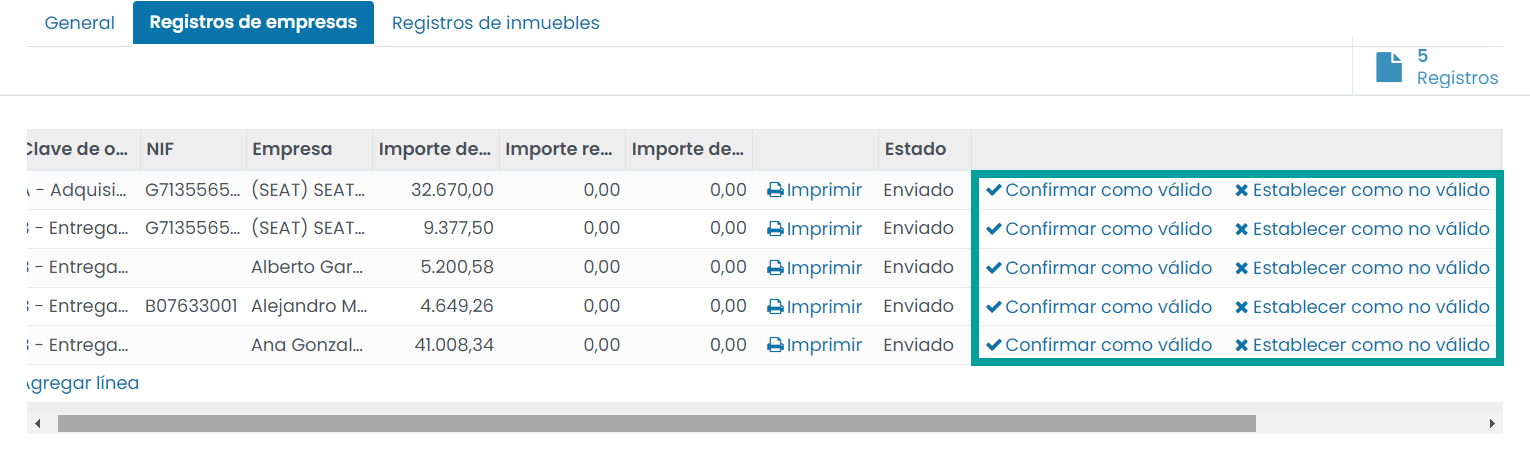 General Registros de empresas Registros de inmuebles
5
Registros
Clave de o... NIF Empresa Importe de... Importe re... Importe de... Estado
A - Adquisi... G7135565... (SEAT) SEAT... 32.670,00 0,00 0,00 Imprimir Enviado Confirmar como válido Establecer como no válido
B - Entrega... G7135565... (SEAT) SEAT... 9.377,50 0,00 0,00 Imprimir Enviado Confirmar como válido Establecer como no válido
B - Entrega... Alberto Gar... 5.200,58 0,00 0,00 Imprimir Enviado Confirmar como válido Establecer como no válido
B - Entrega... B07633001 Alejandro M... 4.649,26 0,00 0,00 Imprimir Enviado Confirmar como válido Establecer como no válido
B - Entrega... Ana Gonzal... 41.008,34 0,00 0,00 Imprimir Enviado Confirmar como válido Establecer como no válido
Agregar línea